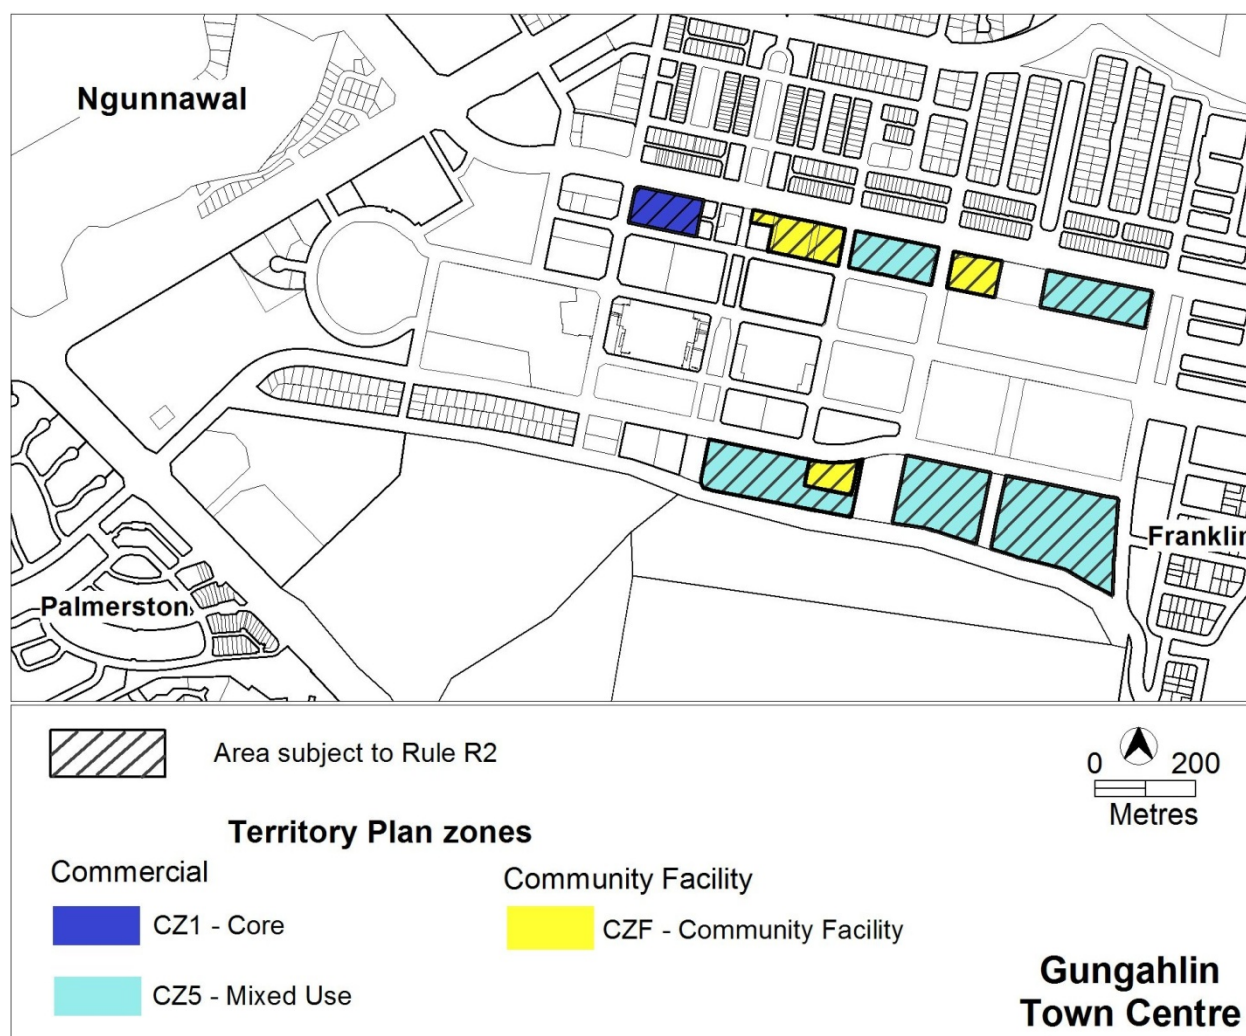 Ngunnawal
Franklin
Palmerston
Area subject to Rule R2
0 200
Metres
Territory Plan zones
Commercial
Community Facility
CZ1 - Core
CZF - Community Facility
CZ5 - Mixed Use
Gungahlin
Town Centre